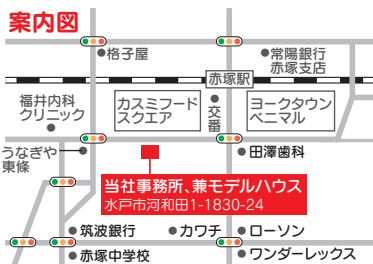 案内図
●格子屋
●常陽銀行
赤塚支店
赤塚駅
福井内科
クリニック
●
カスミフード
スクエア
●交番
ヨークタウン
ベニマル
うなぎや
東條
●
●田澤歯科
当社事務所、兼モデルハウス
水戸市河和田1-1830-24
●筑波銀行
●カワチ
●ローソン
●赤塚中学校
●ワンダーレックス